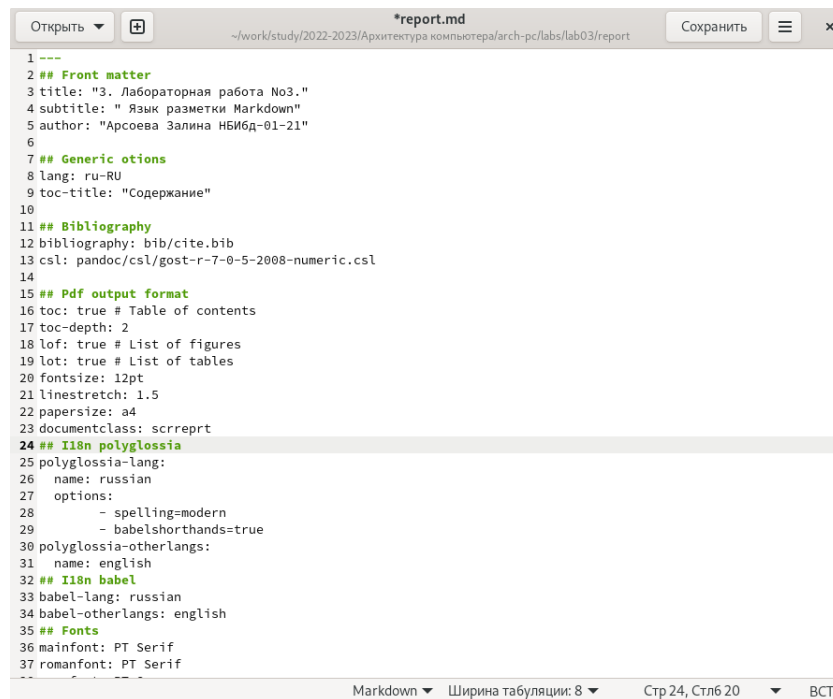 Открыть
*report.md
~/work/study/2022-2023/Архитектура компьютера/arch-pc/labs/lab03/report
Сохранить
1 ---
2 ## Front matter
3 title: "3. Лабораторная работа No3."
4 subtitle: " Язык разметки Markdown"
5 author: "Арсоева Залина НБИбд-01-21"
6
7 ## Generic otions
8 lang: ru-RU
9 toc-title: "Содержание"
10
11 ## Bibliography
12 bibliography: bib/cite.bib
13 csl: pandoc/csl/gost-r-7-0-5-2008-numeric.csl
14
15 ## Pdf output format
16 toc: true # Table of contents
17 toc-depth: 2
18 lof: true # List of figures
19 lot: true # List of tables
20 fontsize: 12pt
21 linestretch: 1.5
22 papersize: a4
23 documentclass: scrreprt
24 ## I18n polyglossia
25 polyglossia-lang:
26   name: russian
27   options:
28         - spelling=modern
29         - babelshorthands=true
30 polyglossia-otherlangs:
31   name: english
32 ## I18n babel
33 babel-lang: russian
34 babel-otherlangs: english
35 ## Fonts
36 mainfont: PT Serif
37 romanfont: PT Serif
Markdown Ширина табуляции: 8 Стр 24, Стлб 20 ВСТ